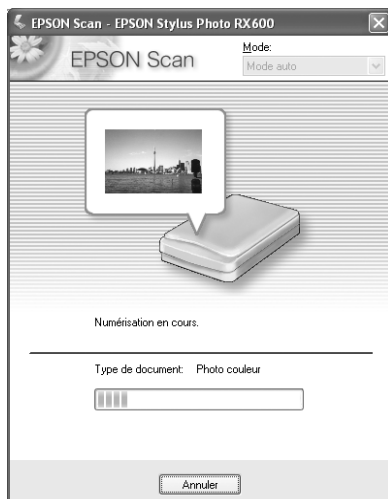 EPSON Scan - EPSON Stylus Photo RX600
EPSON Scan
Mode:
Mode auto
Numérisation en cours.
Type de document: Photo couleur
Annuler